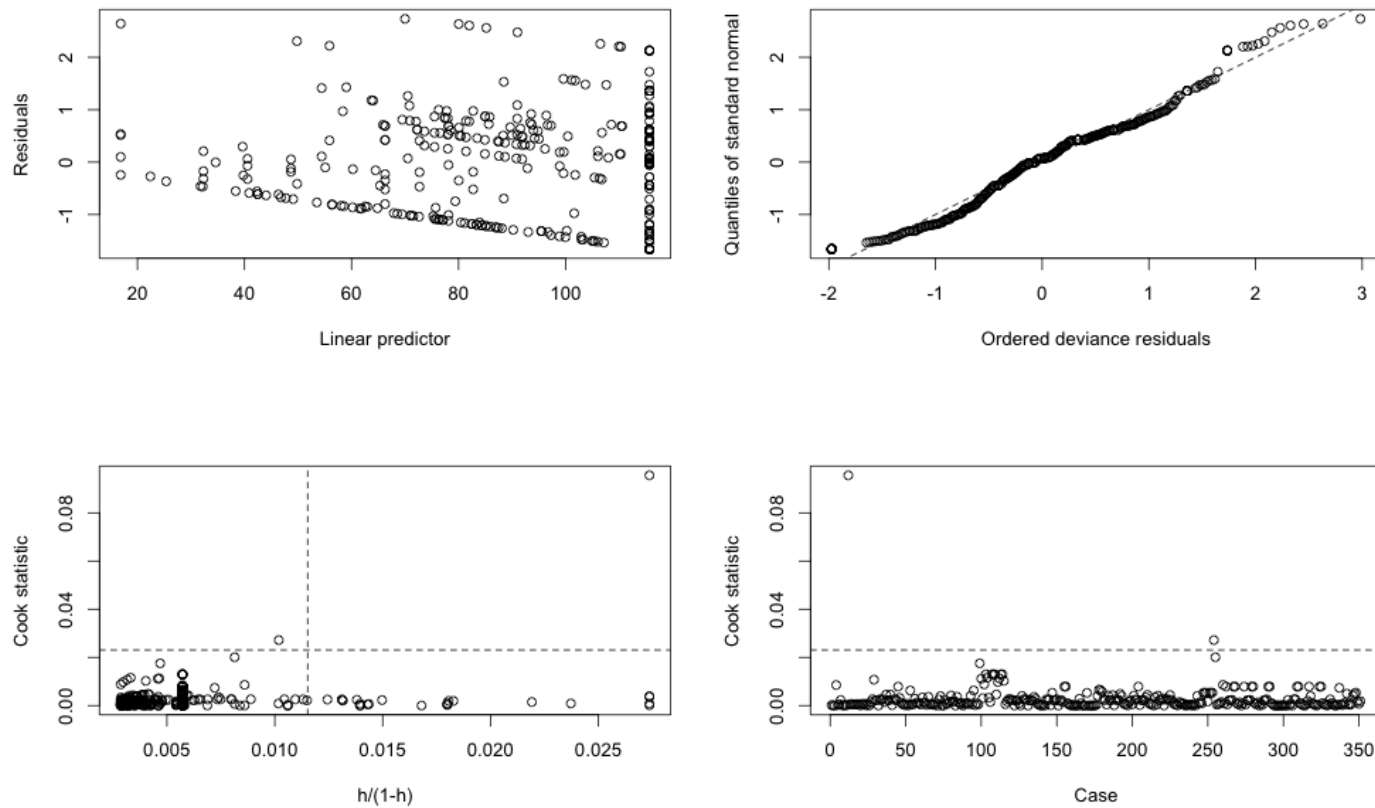 Residuals
2
1
0
-1
20 40 60 80 100
Linear predictor
Quantiles of standard normal
2
1
0
-1
-2 -1 0 1 2 3
Ordered deviance residuals
Cook statistic
0.08
0.04
0.00
0.005 0.010 0.015 0.020 0.025
h/(1-h)
Cook statistic
0.08
0.04
0.00
0 50 100 150 200 250 300 350
Case